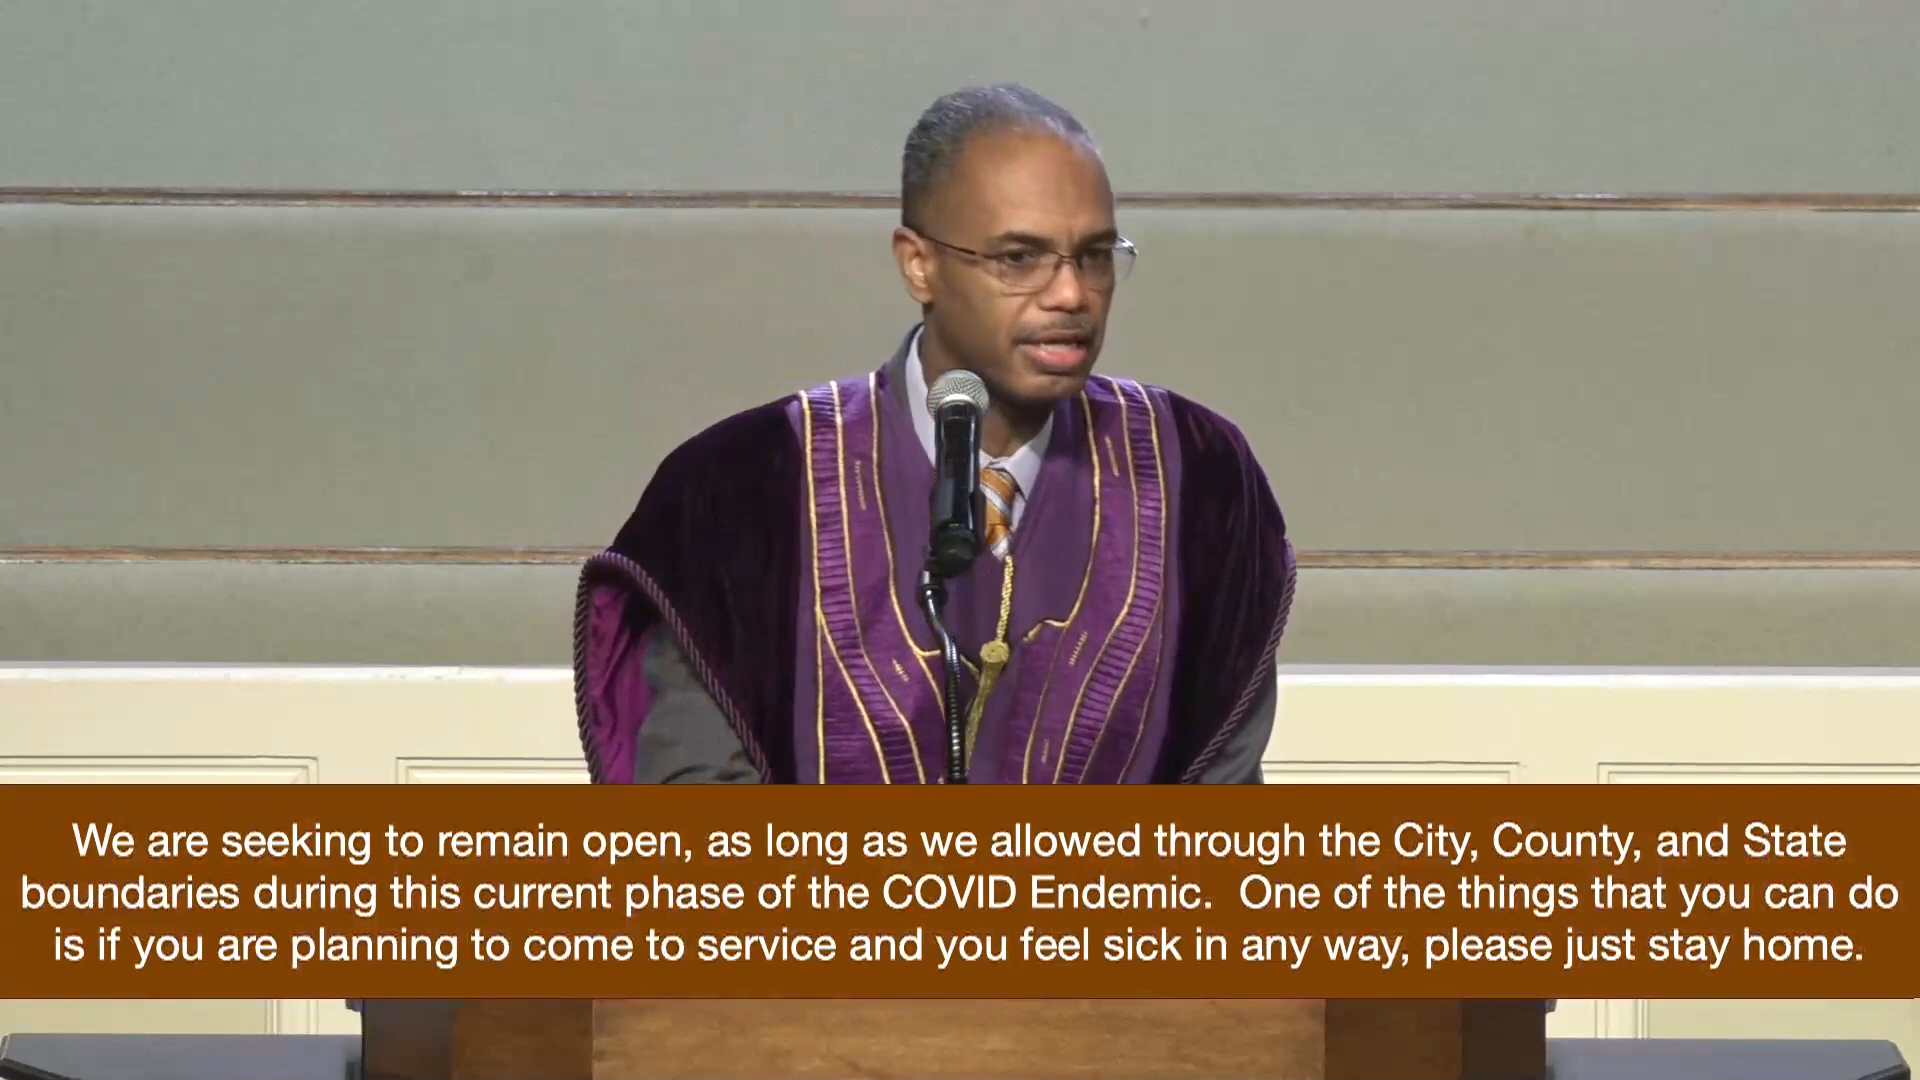 We are seeking to remain open, as long as we allowed through the City, County, and State
boundaries during this current phase of the COVID Endemic.  One of the things that you can do
is if you are planning to come to service and you feel sick in any way, please just stay home.